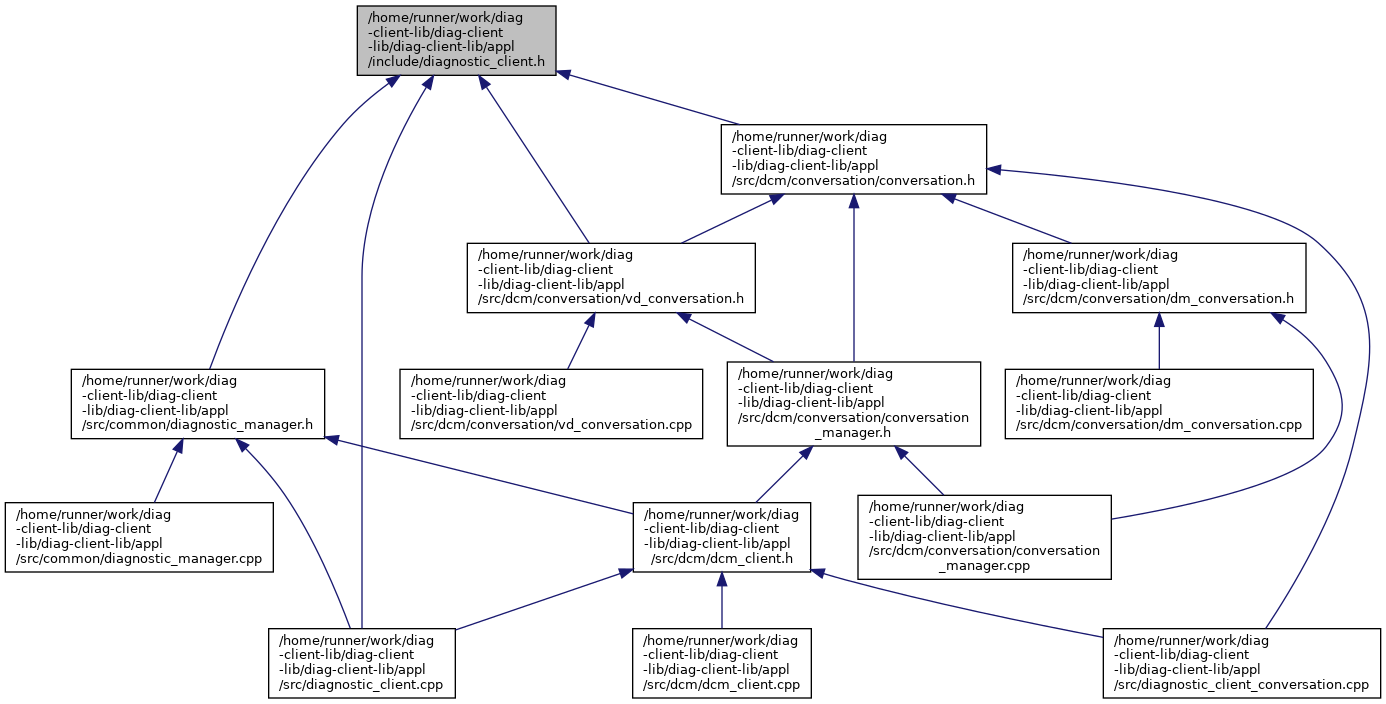 /home/runner/work/diag
-client-lib/diag-client
-lib/diag-client-lib/appl
/include/diagnostic_client.h
/home/runner/work/diag
-client-lib/diag-client
-lib/diag-client-lib/appl
/src/dcm/conversation/conversation.h
/home/runner/work/diag
-client-lib/diag-client
-lib/diag-client-lib/appl
/src/dcm/conversation/vd_conversation.h
/home/runner/work/diag
-client-lib/diag-client
-lib/diag-client-lib/appl
/src/dcm/conversation/dm_conversation.h
/home/runner/work/diag
-client-lib/diag-client
-lib/diag-client-lib/appl
/src/common/diagnostic_manager.h
/home/runner/work/diag
-client-lib/diag-client
-lib/diag-client-lib/appl
/src/dcm/conversation/vd_conversation.cpp
/home/runner/work/diag
-client-lib/diag-client
-lib/diag-client-lib/appl
/src/dcm/conversation/conversation
_manager.h
/home/runner/work/diag
-client-lib/diag-client
-lib/diag-client-lib/appl
/src/dcm/conversation/dm_conversation.cpp
/home/runner/work/diag
-client-lib/diag-client
-lib/diag-client-lib/appl
/src/common/diagnostic_manager.cpp
/home/runner/work/diag
-client-lib/diag-client
-lib/diag-client-lib/appl
/src/dcm/dcm_client.h
/home/runner/work/diag
-client-lib/diag-client
-lib/diag-client-lib/appl
/src/dcm/conversation/conversation
_manager.cpp
/home/runner/work/diag
-client-lib/diag-client
-lib/diag-client-lib/appl
/src/diagnostic_client.cpp
/home/runner/work/diag
-client-lib/diag-client
-lib/diag-client-lib/appl
/src/dcm/dcm_client.cpp
/home/runner/work/diag
-client-lib/diag-client
-lib/diag-client-lib/appl
/src/diagnostic_client_conversation.cpp